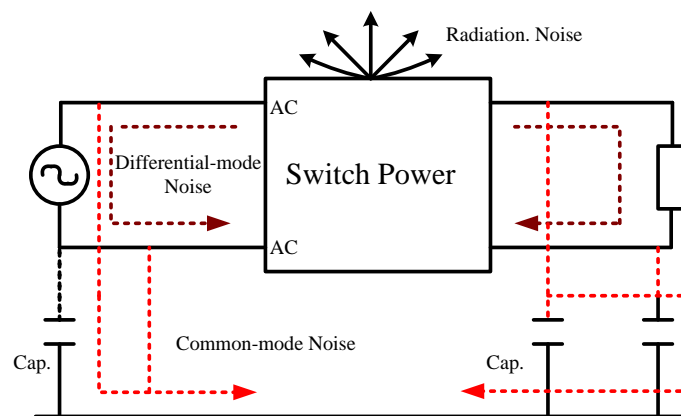 Radiation. Noise
AC
Differential-mode
Noise
Switch Power
AC
Common-mode Noise
Cap.
Cap.